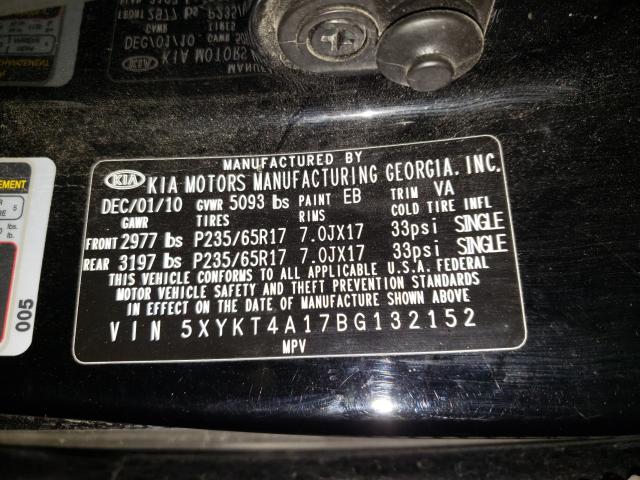 MANUFACTURED BY
KIA KIA MOTORS MANUFACTURING GEORGIA. INC.
DEC/01/10 GVWR 5093 lbs PAINT EB TRIM VA
GAWR TIRES RIMS COLD TIRE INFL
FRONT 2977 lbs P235/65R17 7.0JX17 33psi SINGLE
REAR 3197 lbs P235/65R17 7.0JX17 33psi SINGLE
THIS VEHICLE CONFORMS TO ALL APPLICABLE U.S.A. FEDERAL
MOTOR VEHICLE SAFETY AND THEFT PREVENTION STANDARDS
IN EFFECT ON THE DATE OF MANUFACTURE SHOWN ABOVE
VIN 5XYKT4A17BG132152
MPV
005